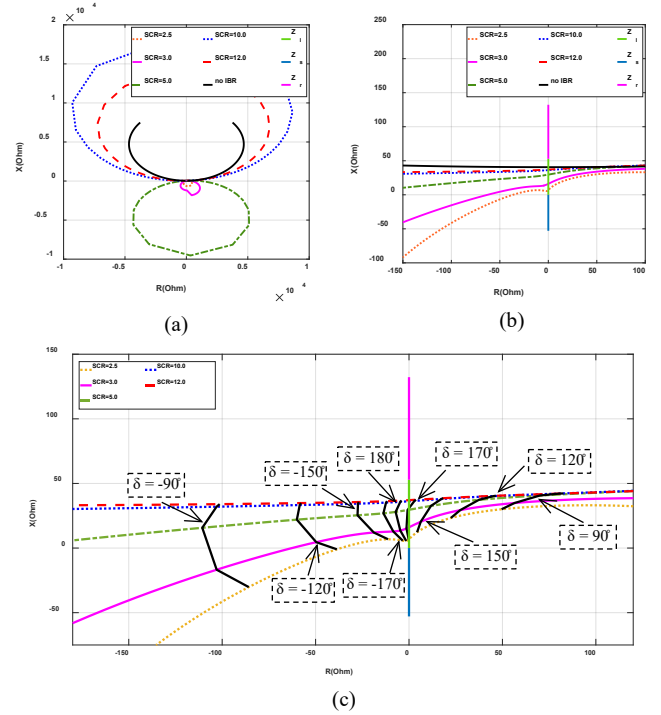 × 10 4
2
SCR=2.5 SCR=10.0 Z l
1.5
SCR=3.0 SCR=12.0 Z s
SCR=5.0 no IBR Z r
1
0.5
0
-0.5
-1
X(Ohm)
-1 -0.5 0 0.5 1
R(Ohm)
× 10 4
(a)
250
SCR=2.5 SCR=10.0 Z l
200
SCR=3.0 SCR=12.0 Z s
150
SCR=5.0 no IBR Z r
100
50
0
-50
-100
X(Ohm)
-150 -100 -50 0 50 100
R(Ohm)
(b)
150
SCR=2.5 SCR=10.0
SCR=3.0 SCR=12.0
SCR=5.0
100
50
0
-50
X(Ohm)
δ = -90°
δ = -150°
δ = 180°
δ = 170°
δ = 120°
δ = -120°
δ = -170°
δ = 150°
δ = 90°
-150 -100 -50 0 50 100
R(Ohm)
(c)